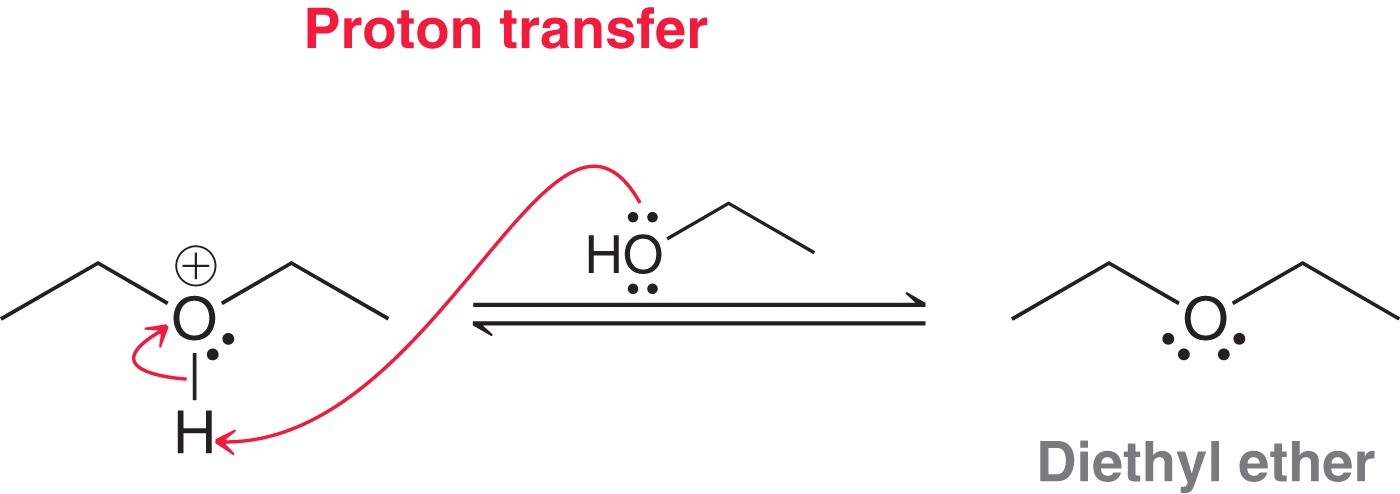 Proton transfer
HO
⊕
O
O
H
Diethyl ether